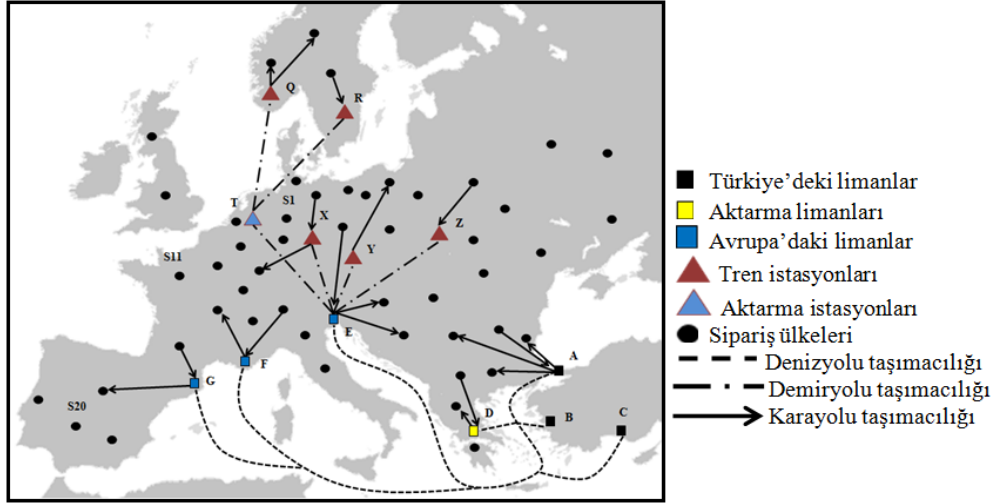 Q
R
T
S1
X
Z
Y
S11
E
A
F
G
S20
D
B
C
Türkiye'deki limanlar
Aktarma limanları
Avrupa'daki limanlar
Tren istasyonları
Aktarma istasyonları
Sipariş ülkeleri
Denizyolu taşımacılığı
Demiryolu taşımacılığı
Karayolu taşımacılığı